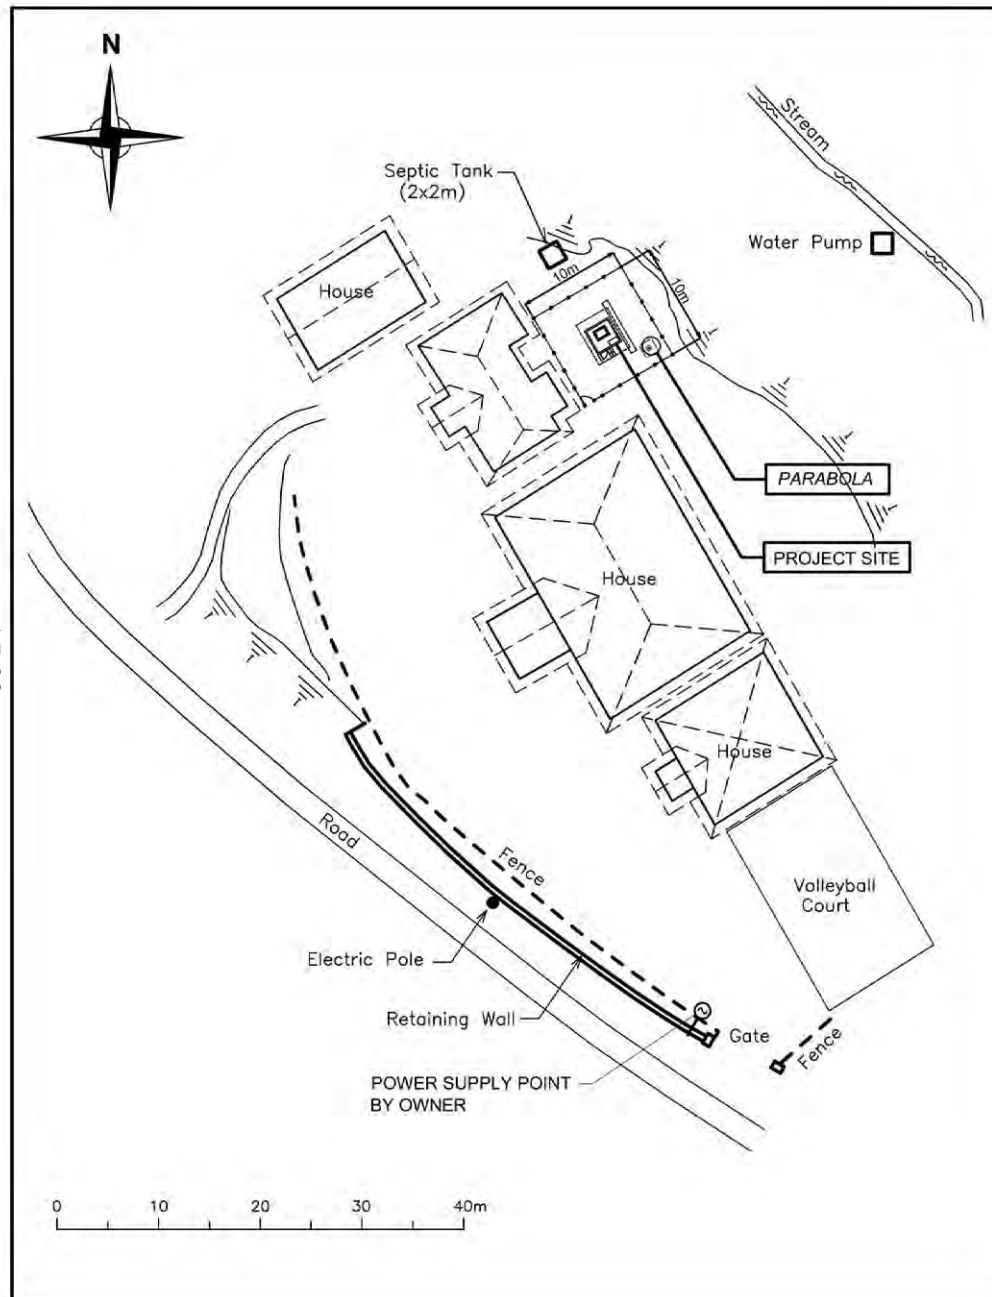 N
Stream
Septic Tank
(2x2m)
Water Pump
10m
10m
House
PARABOLA
PROJECT SITE
House
House
Road
Fence
Volleyball
Court
Electric Pole
Retaining Wall
Gate
Fence
POWER SUPPLY POINT
BY OWNER
0 10 20 30 40m